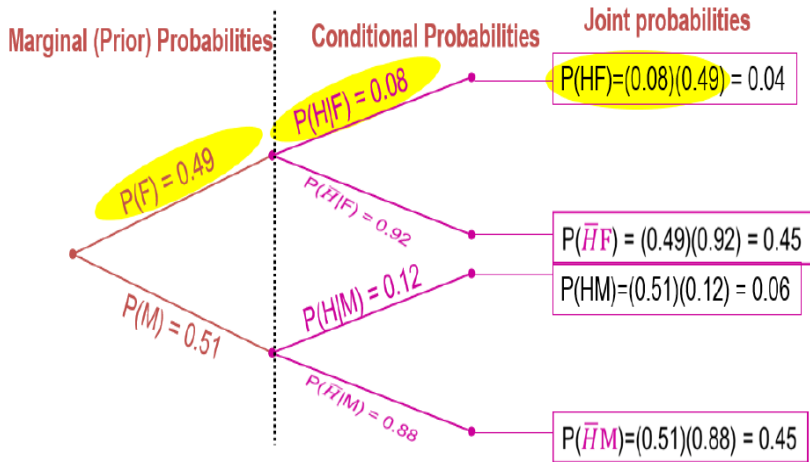 Marginal (Prior) Probabilities
Conditional Probabilities
Joint probabilities
P(F) = 0.49
P(M) = 0.51
P(H|F) = 0.08
P(H̅|F) = 0.92
P(H|M) = 0.12
P(H̅|M) = 0.88
P(HF)=(0.08)(0.49) = 0.04
P(H̅F) = (0.49)(0.92) = 0.45
P(HM)=(0.51)(0.12) = 0.06
P(H̅M)=(0.51)(0.88) = 0.45